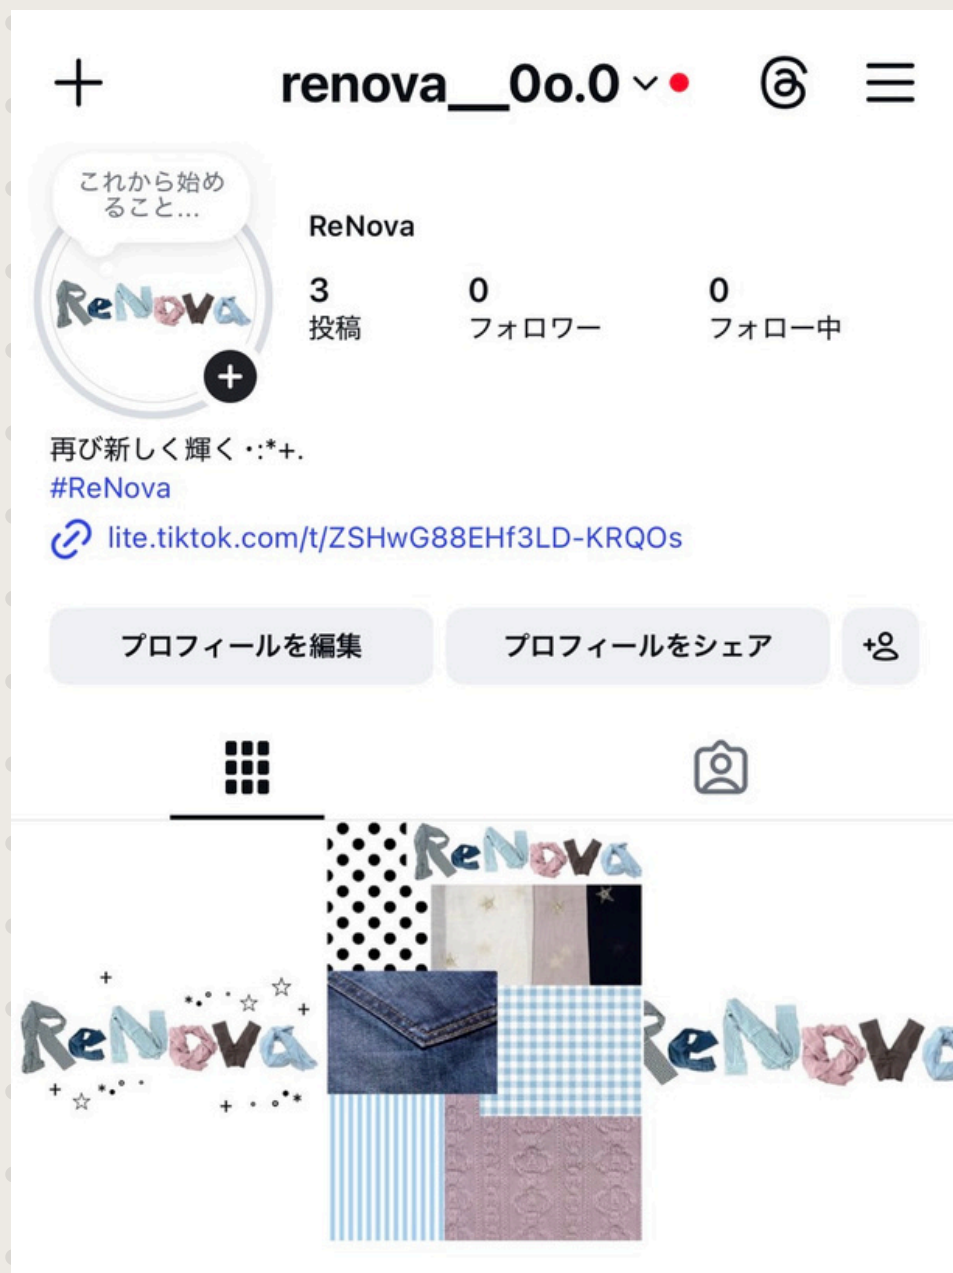 renova__0o.0
これから始め
ること...
ReNova
ReNova
3
0
0
投稿
フォロワー
フォロー中
再び新しく輝く･:*+.
#ReNova
lite.tiktok.com/t/ZSHwG88EHf3LD-KRQOs
プロフィールを編集
プロフィールをシェア
ReNova
ReNova
ReNova